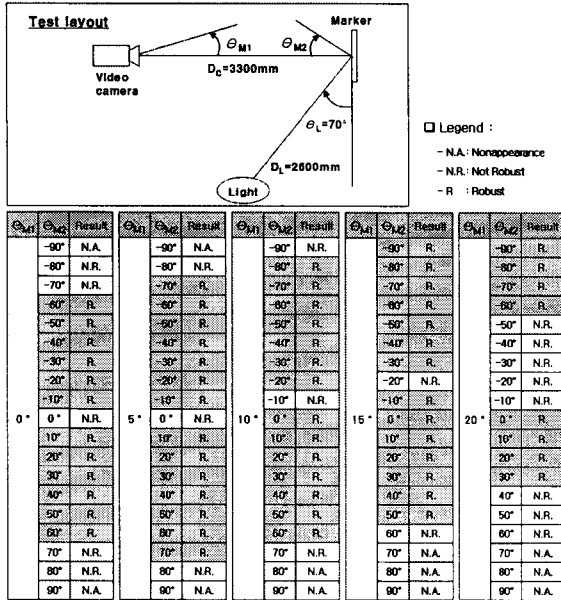 Test layout
Marker
ΘM1
ΘM2
Video
camera
DC=3300mm
ΘL=70°
DL=2600mm
Light
Legend :
- N.A.: Nonappearance
- N.R.: Not Robust
- R : Robust
ΘM1 ΘM2 Result ΘM1 ΘM2 Result ΘM1 ΘM2 Result ΘM1 ΘM2 Result ΘM1 ΘM2 Result
-90° N.A. -90° N.A. -90° N.R. -90° R. -90° R.
-80° N.R. -80° N.R. -80° R. -80° R. -80° R.
-70° N.R. -70° R. -70° R. -70° R. -70° R.
-60° R. -60° R. -60° R. -60° R. -60° R.
-50° R. -50° R. -50° R. -50° R. -50° N.R.
-40° R. -40° R. -40° R. -40° R. -40° N.R.
-30° R. -30° R. -30° R. -30° R. -30° N.R.
-20° R. -20° R. -20° R. -20° N.R. -20° N.R.
-10° R. -10° R. -10° N.R. -10° R. -10° N.R.
0° 0° N.R. 5° 0° N.R. 10° 0° R. 15° 0° R. 20° 0° R.
10° R. 10° R. 10° R. 10° R. 10° R.
20° R. 20° R. 20° R. 20° R. 20° R.
30° R. 30° R. 30° R. 30° R. 30° R.
40° R. 40° R. 40° R. 40° R. 40° N.R.
50° R. 50° R. 50° R. 50° R. 50° N.R.
60° R. 60° R. 60° R. 60° N.R. 60° N.R.
70° N.R. 70° R. 70° N.R. 70° N.A. 70° N.A.
80° N.R. 80° N.R. 80° N.A. 80° N.A. 80° N.A.
90° N.A. 90° N.A. 90° N.A. 90° N.A. 90° N.A.